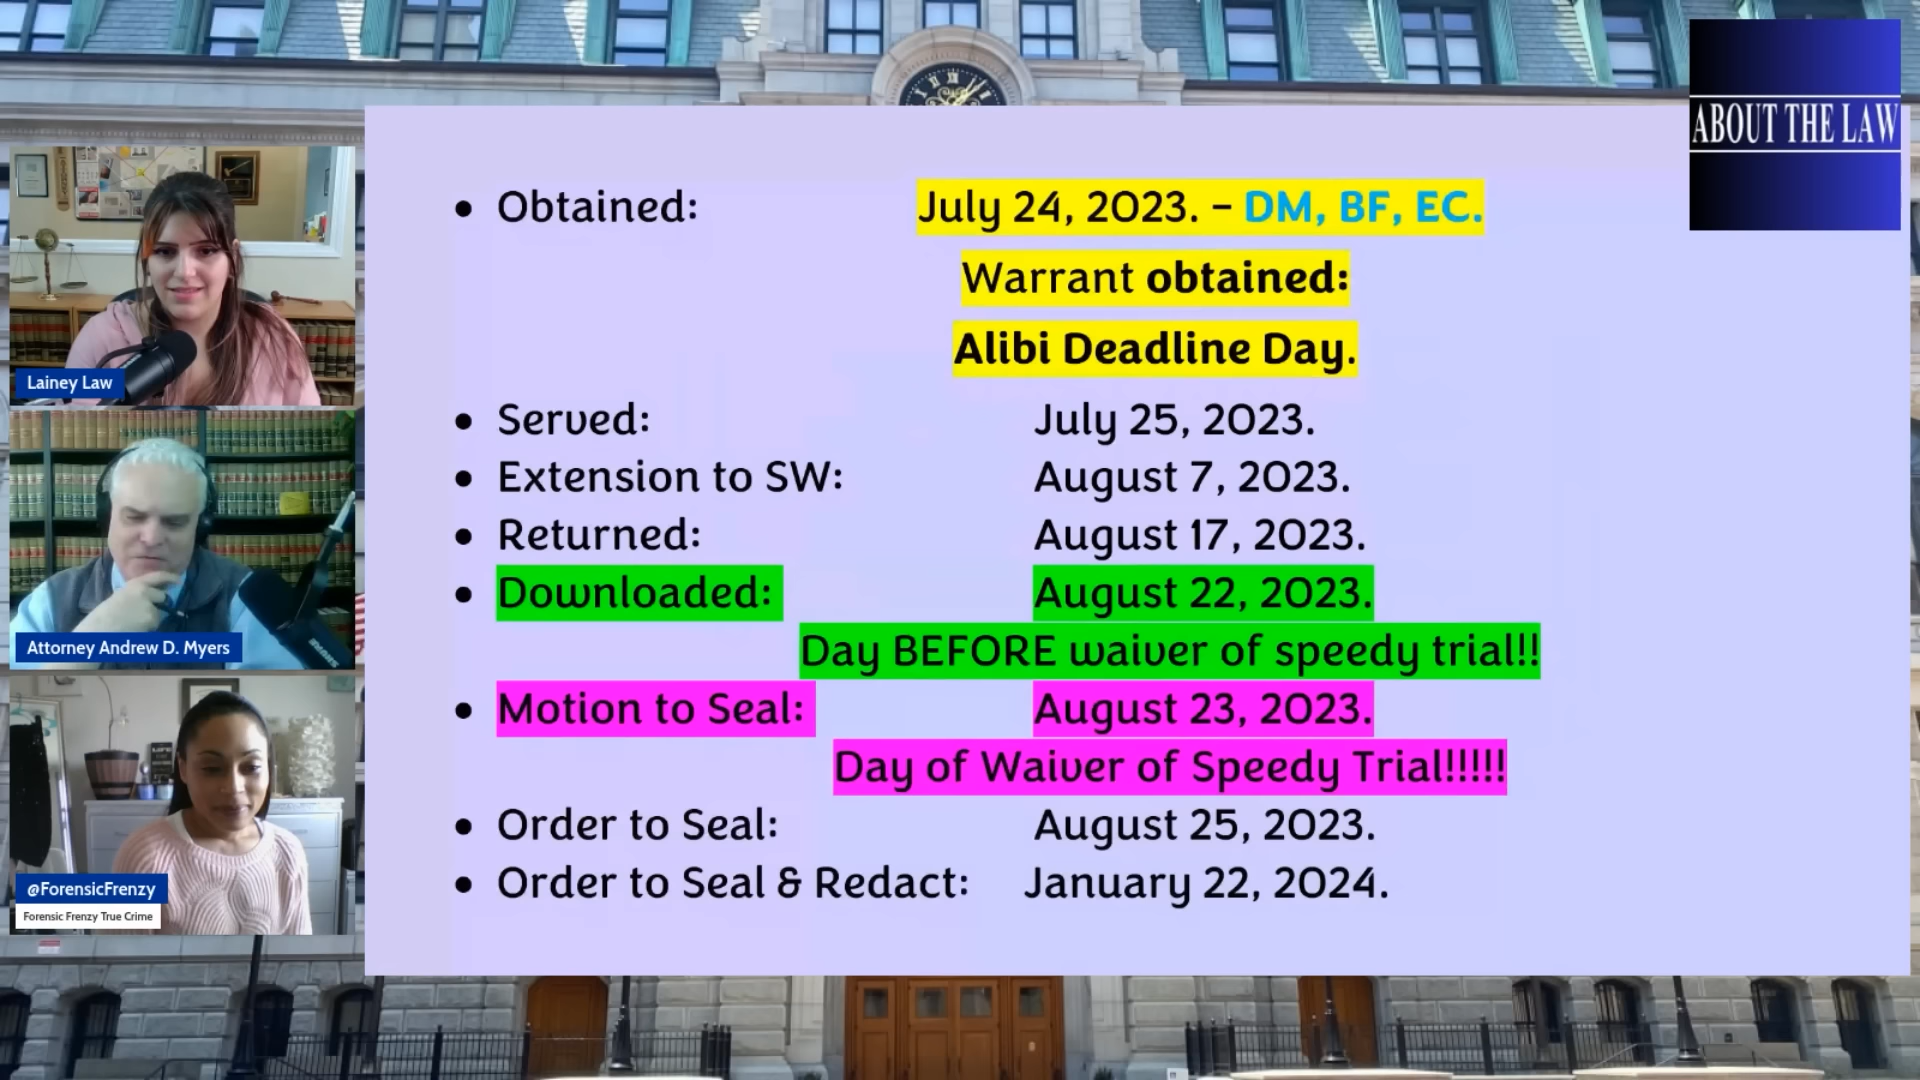 ABOUT THE LAW
• Obtained: July 24, 2023. – DM, BF, EC.
Warrant obtained:
Alibi Deadline Day.
• Served: July 25, 2023.
• Extension to SW: August 7, 2023.
• Returned: August 17, 2023.
• Downloaded: August 22, 2023.
Day BEFORE waiver of speedy trial!!
• Motion to Seal: August 23, 2023.
Day of Waiver of Speedy Trial!!!!!
• Order to Seal: August 25, 2023.
• Order to Seal & Redact: January 22, 2024.
Lainey Law
Attorney Andrew D. Myers
@ForensicFrenzy
Forensic Frenzy True Crime